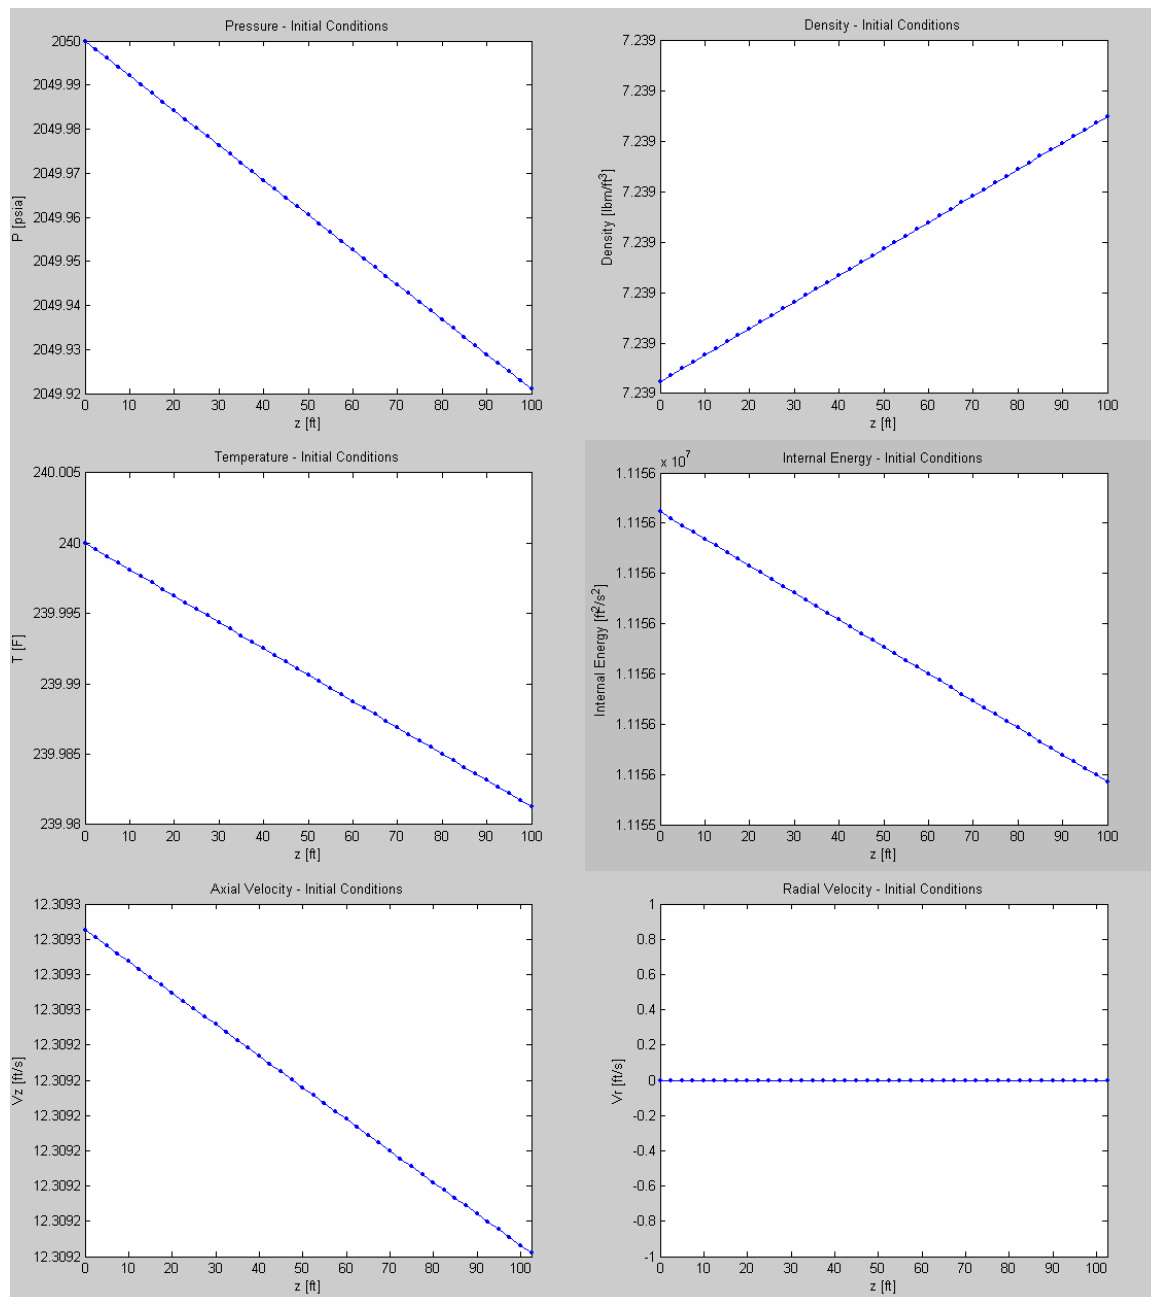 Pressure - Initial Conditions
2050
2049.99
2049.98
2049.97
2049.96
2049.95
2049.94
2049.93
2049.92
P [psia]
0 10 20 30 40 50 60 70 80 90 100
z [ft]
Density - Initial Conditions
7.239
7.239
7.239
7.239
7.239
7.239
7.239
7.239
Density [lbm/ft³]
0 10 20 30 40 50 60 70 80 90 100
z [ft]
Temperature - Initial Conditions
240.005
240
239.995
239.99
239.985
239.98
T [F]
0 10 20 30 40 50 60 70 80 90 100
z [ft]
Internal Energy - Initial Conditions
x 10⁷
1.1156
1.1156
1.1156
1.1156
1.1156
1.1156
1.1156
1.1155
Internal Energy [ft²/s²]
0 10 20 30 40 50 60 70 80 90 100
z [ft]
Axial Velocity - Initial Conditions
12.3093
12.3093
12.3093
12.3093
12.3092
12.3092
12.3092
12.3092
12.3092
12.3092
12.3092
Vz [ft/s]
0 10 20 30 40 50 60 70 80 90 100
z [ft]
Radial Velocity - Initial Conditions
1
0.8
0.6
0.4
0.2
0
-0.2
-0.4
-0.6
-0.8
-1
Vr [ft/s]
0 10 20 30 40 50 60 70 80 90 100
z [ft]